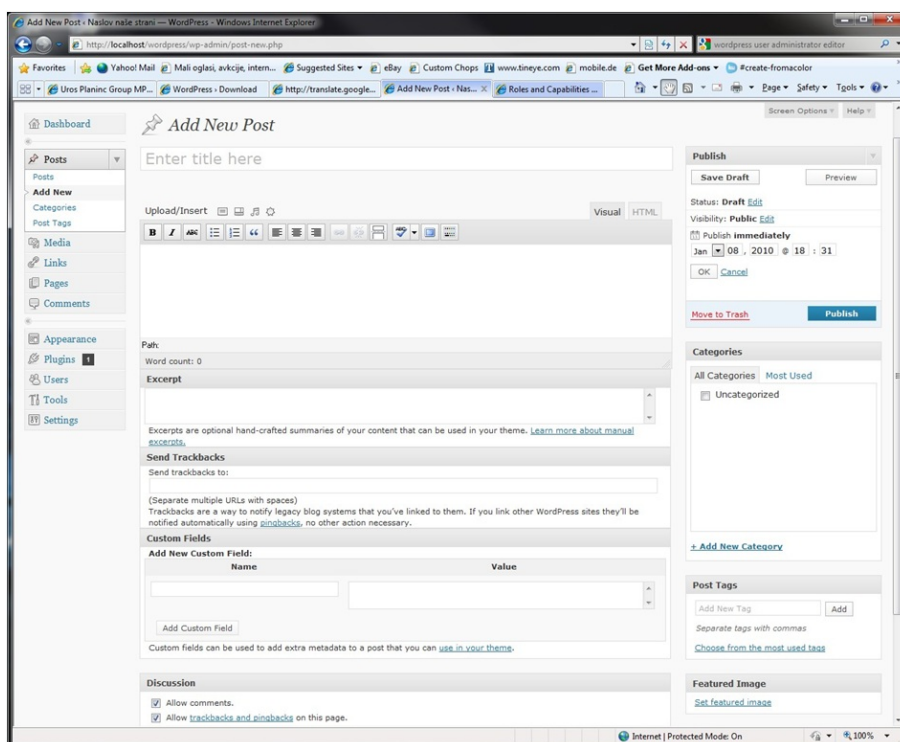 Add New Post ‹ Naslov naše strani — WordPress - Windows Internet Explorer
http://localhost/wordpress/wp-admin/post-new.php
wordpress user administrator editor
Favorites Yahoo! Mail Mali oglasi, avkcije, intern... Suggested Sites eBay Custom Chops www.tineye.com mobile.de Get More Add-ons #create-fromacolor
Uros Planinc Group MP... WordPress › Download http://translate.google... Add New Post ‹ Nas... Roles and Capabilities ... Page Safety Tools
Screen Options Help
Dashboard
Posts
Posts
Add New
Categories
Post Tags
Media
Links
Pages
Comments
Appearance
Plugins 1
Users
Tools
Settings
Add New Post
Enter title here
Upload/Insert
Visual HTML
B I ABC
Path:
Word count: 0
Excerpt
Excerpts are optional hand-crafted summaries of your content that can be used in your theme. Learn more about manual
excerpts.
Send Trackbacks
Send trackbacks to:
(Separate multiple URLs with spaces)
Trackbacks are a way to notify legacy blog systems that you've linked to them. If you link other WordPress sites they'll be
notified automatically using pingbacks, no other action necessary.
Custom Fields
Add New Custom Field:
Name Value
Add Custom Field
Custom fields can be used to add extra metadata to a post that you can use in your theme.
Discussion
Allow comments.
Allow trackbacks and pingbacks on this page.
Publish
Save Draft Preview
Status: Draft Edit
Visibility: Public Edit
Publish immediately
Jan 08 , 2010 @ 18 : 31
OK Cancel
Move to Trash Publish
Categories
All Categories Most Used
Uncategorized
+ Add New Category
Post Tags
Add New Tag Add
Separate tags with commas
Choose from the most used tags
Featured Image
Set featured image
Internet | Protected Mode: On 100%